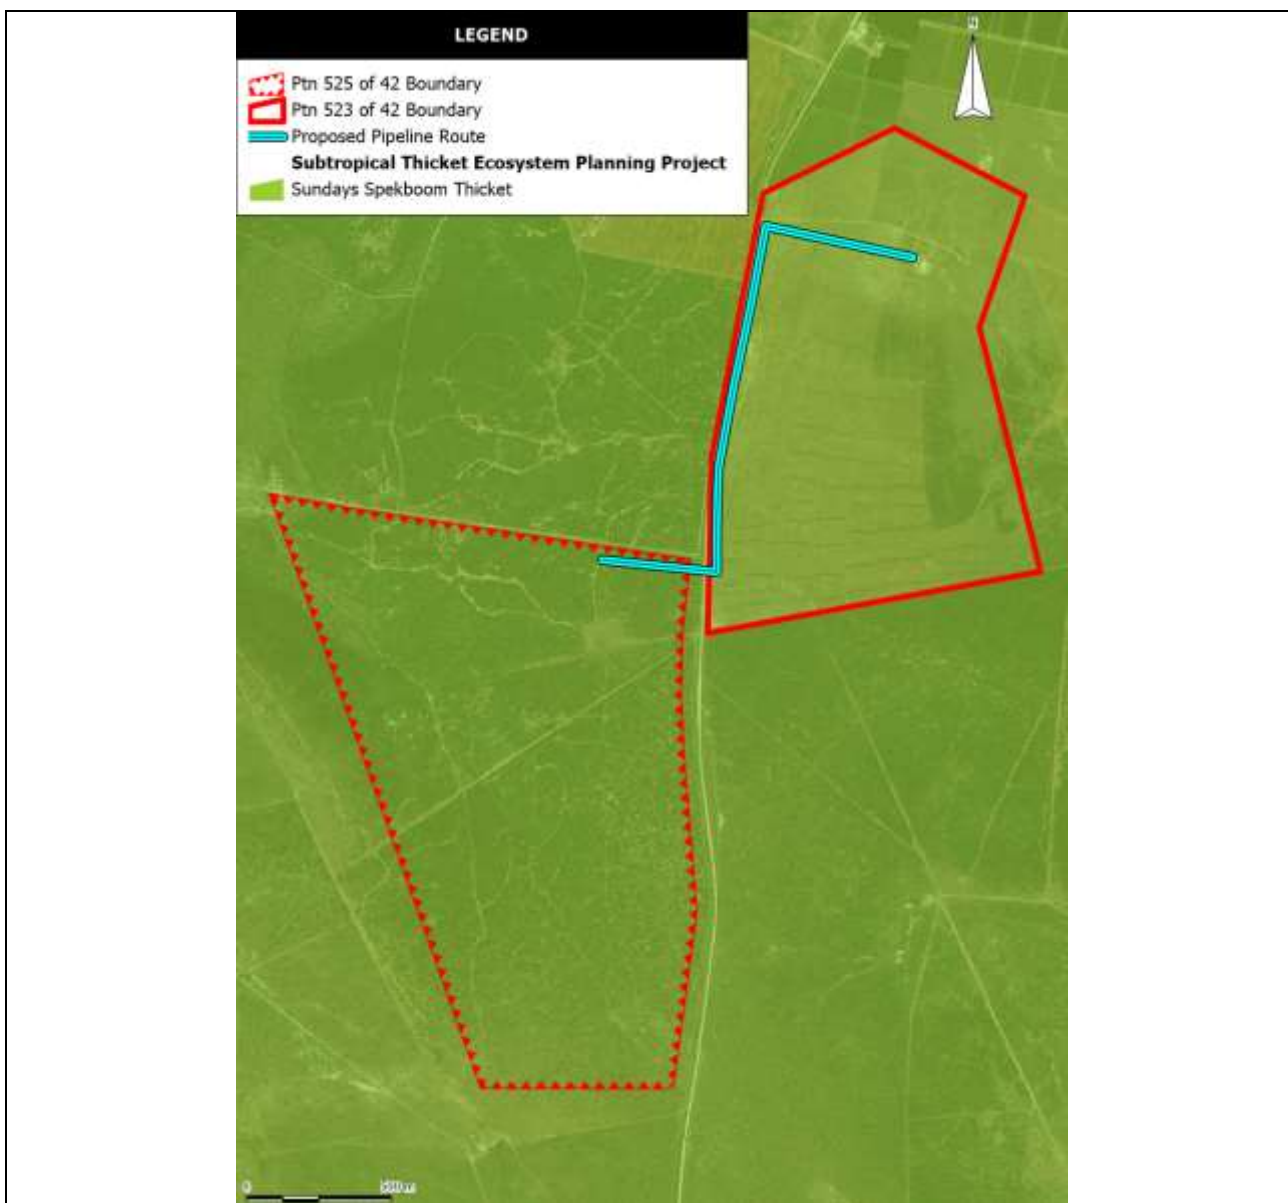 LEGEND
Ptn 525 of 42 Boundary
Ptn 523 of 42 Boundary
Proposed Pipeline Route
Subtropical Thicket Ecosystem Planning Project
Sundays Spekboom Thicket
N
0 500 m